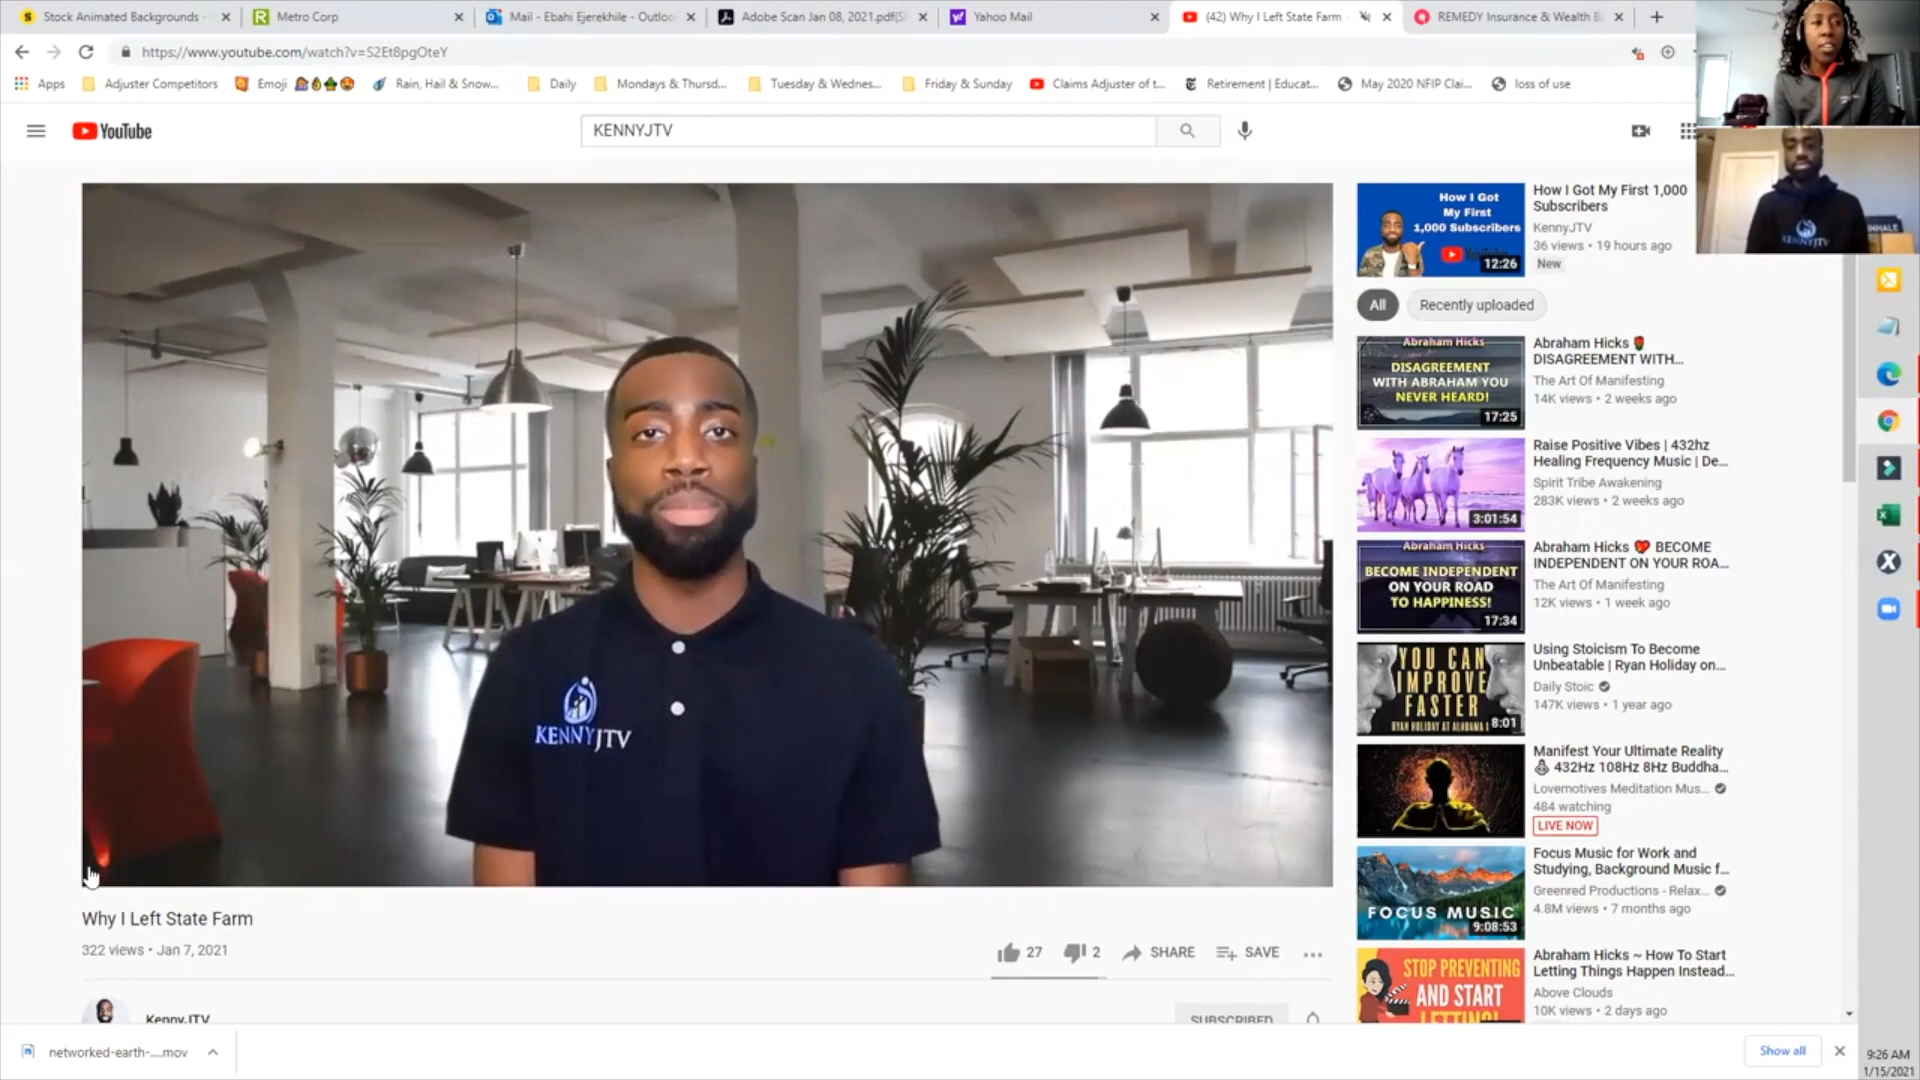 Stock Animated Backgrounds -
Metro Corp
Mail - Ebahi Ejerekhile - Outloo
Adobe Scan Jan 08, 2021.pdf(S
Yahoo Mail
(42) Why I Left State Farm -
REMEDY Insurance & Wealth B
https://www.youtube.com/watch?v=S2Et8pgOteY
Apps
Adjuster Competitors
Emoji
Rain, Hail & Snow...
Daily
Mondays & Thursd...
Tuesday & Wednes...
Friday & Sunday
Claims Adjuster of t...
Retirement | Educat...
May 2020 NFIP Clai...
loss of use
YouTube
KENNYJTV
KENNYJTV
Why I Left State Farm
322 views • Jan 7, 2021
27
2
SHARE
SAVE
KennyJTV
SUBSCRIBED
How I Got
My First
1,000 Subscribers
12:26
How I Got My First 1,000
Subscribers
KennyJTV
36 views • 19 hours ago
New
KENNYJTV
All
Recently uploaded
Abraham Hicks
DISAGREEMENT
WITH ABRAHAM YOU
NEVER HEARD!
17:25
Abraham Hicks 🌹
DISAGREEMENT WITH...
The Art Of Manifesting
14K views • 2 weeks ago
3:01:54
Raise Positive Vibes | 432hz
Healing Frequency Music | De...
Spirit Tribe Awakening
283K views • 2 weeks ago
Abraham Hicks
BECOME INDEPENDENT
ON YOUR ROAD
TO HAPPINESS!
17:34
Abraham Hicks 💖 BECOME
INDEPENDENT ON YOUR ROA...
The Art Of Manifesting
12K views • 1 week ago
YOU CAN
IMPROVE
FASTER
RYAN HOLIDAY AT ALABAMA
8:01
Using Stoicism To Become
Unbeatable | Ryan Holiday on...
Daily Stoic
147K views • 1 year ago
Manifest Your Ultimate Reality
432Hz 108Hz 8Hz Buddha...
Lovemotives Meditation Mus...
484 watching
LIVE NOW
FOCUS MUSIC
9:08:53
Focus Music for Work and
Studying, Background Music f...
Greenred Productions - Relax...
4.8M views • 7 months ago
STOP PREVENTING
AND START
LETTING!
Abraham Hicks ~ How To Start
Letting Things Happen Instead...
Above Clouds
10K views • 2 days ago
networked-earth-....mov
Show all
9:26 AM
1/15/2021